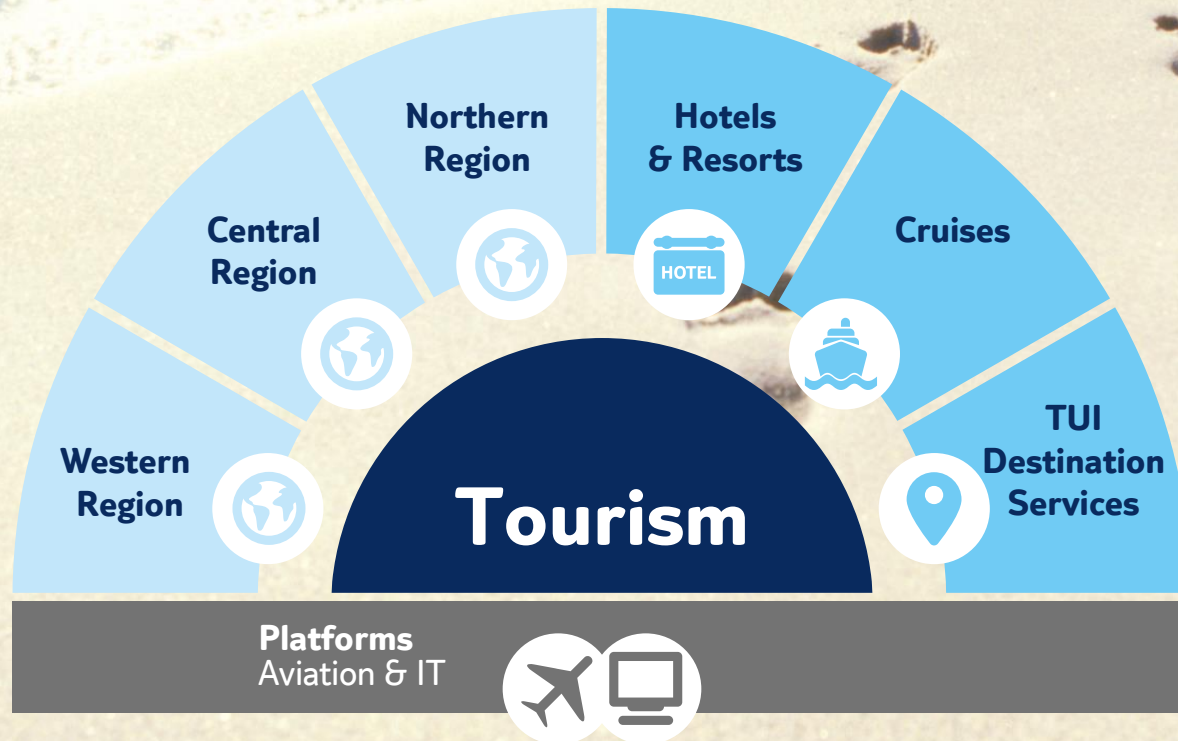 Northern
Region
Hotels
& Resorts
Central
Region
Cruises
HOTEL
Western
Region
TUI
Destination
Services
Tourism
Platforms
Aviation & IT